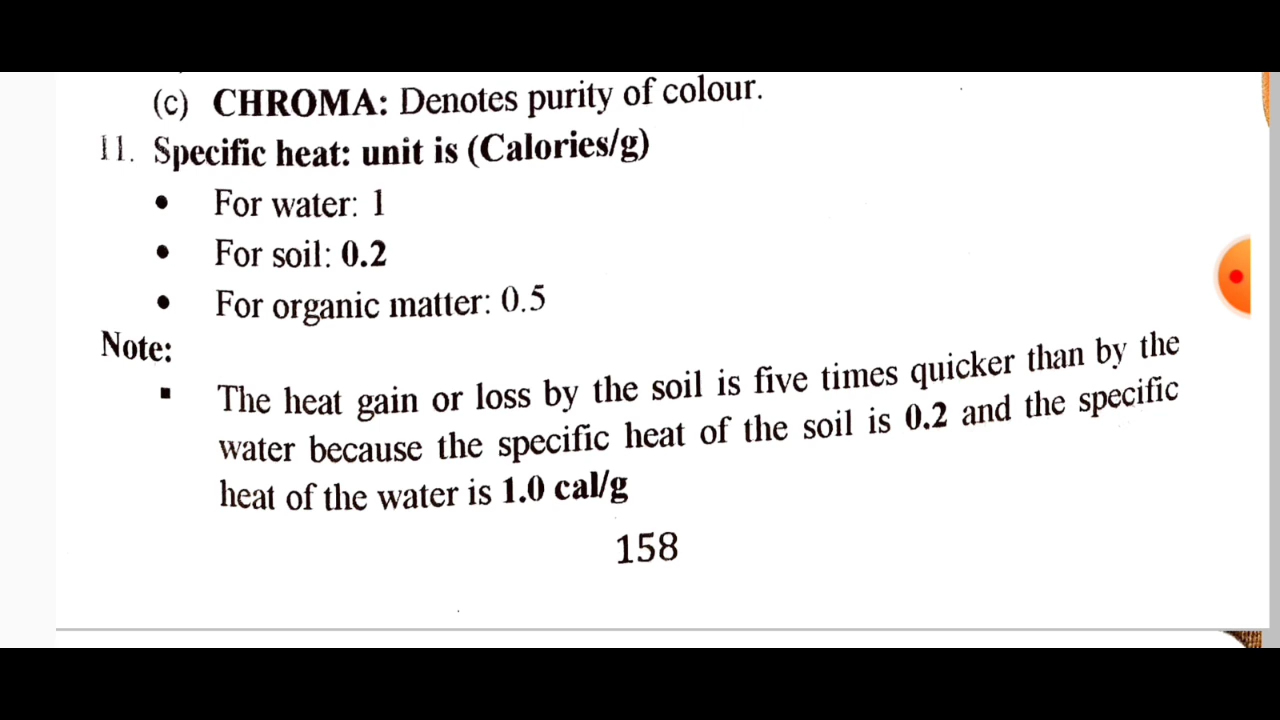 (c) CHROMA: Denotes purity of colour.
11. Specific heat: unit is (Calories/g)
• For water: 1
• For soil: 0.2
• For organic matter: 0.5
Note:
▪ The heat gain or loss by the soil is five times quicker than by the
water because the specific heat of the soil is 0.2 and the specific
heat of the water is 1.0 cal/g
158